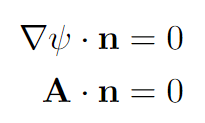 ∇ψ · n = 0
A · n = 0